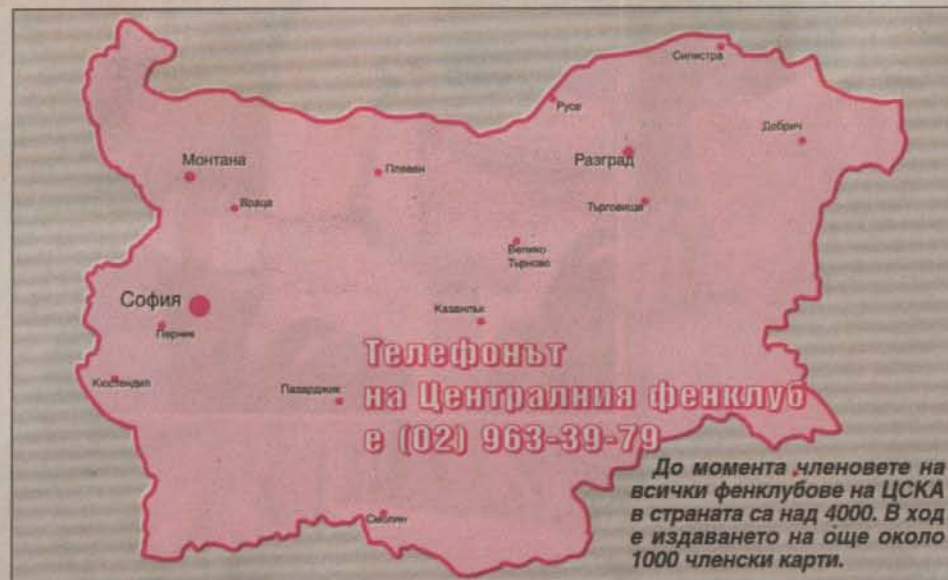 Силистра
Русе
Добрич
Разград
Монтана
Плевен
Търговище
Враца
Велико
Търново
София
Казанлък
Перник
Телефонът
Кюстендил
Пазарджик
на Централния фенклуб
е (02) 963-39-79
До момента членовете на
всички фенклубове на ЦСКА
в страната са над 4000. В ход
е издаването на още около
1000 членски карти.
Смолян